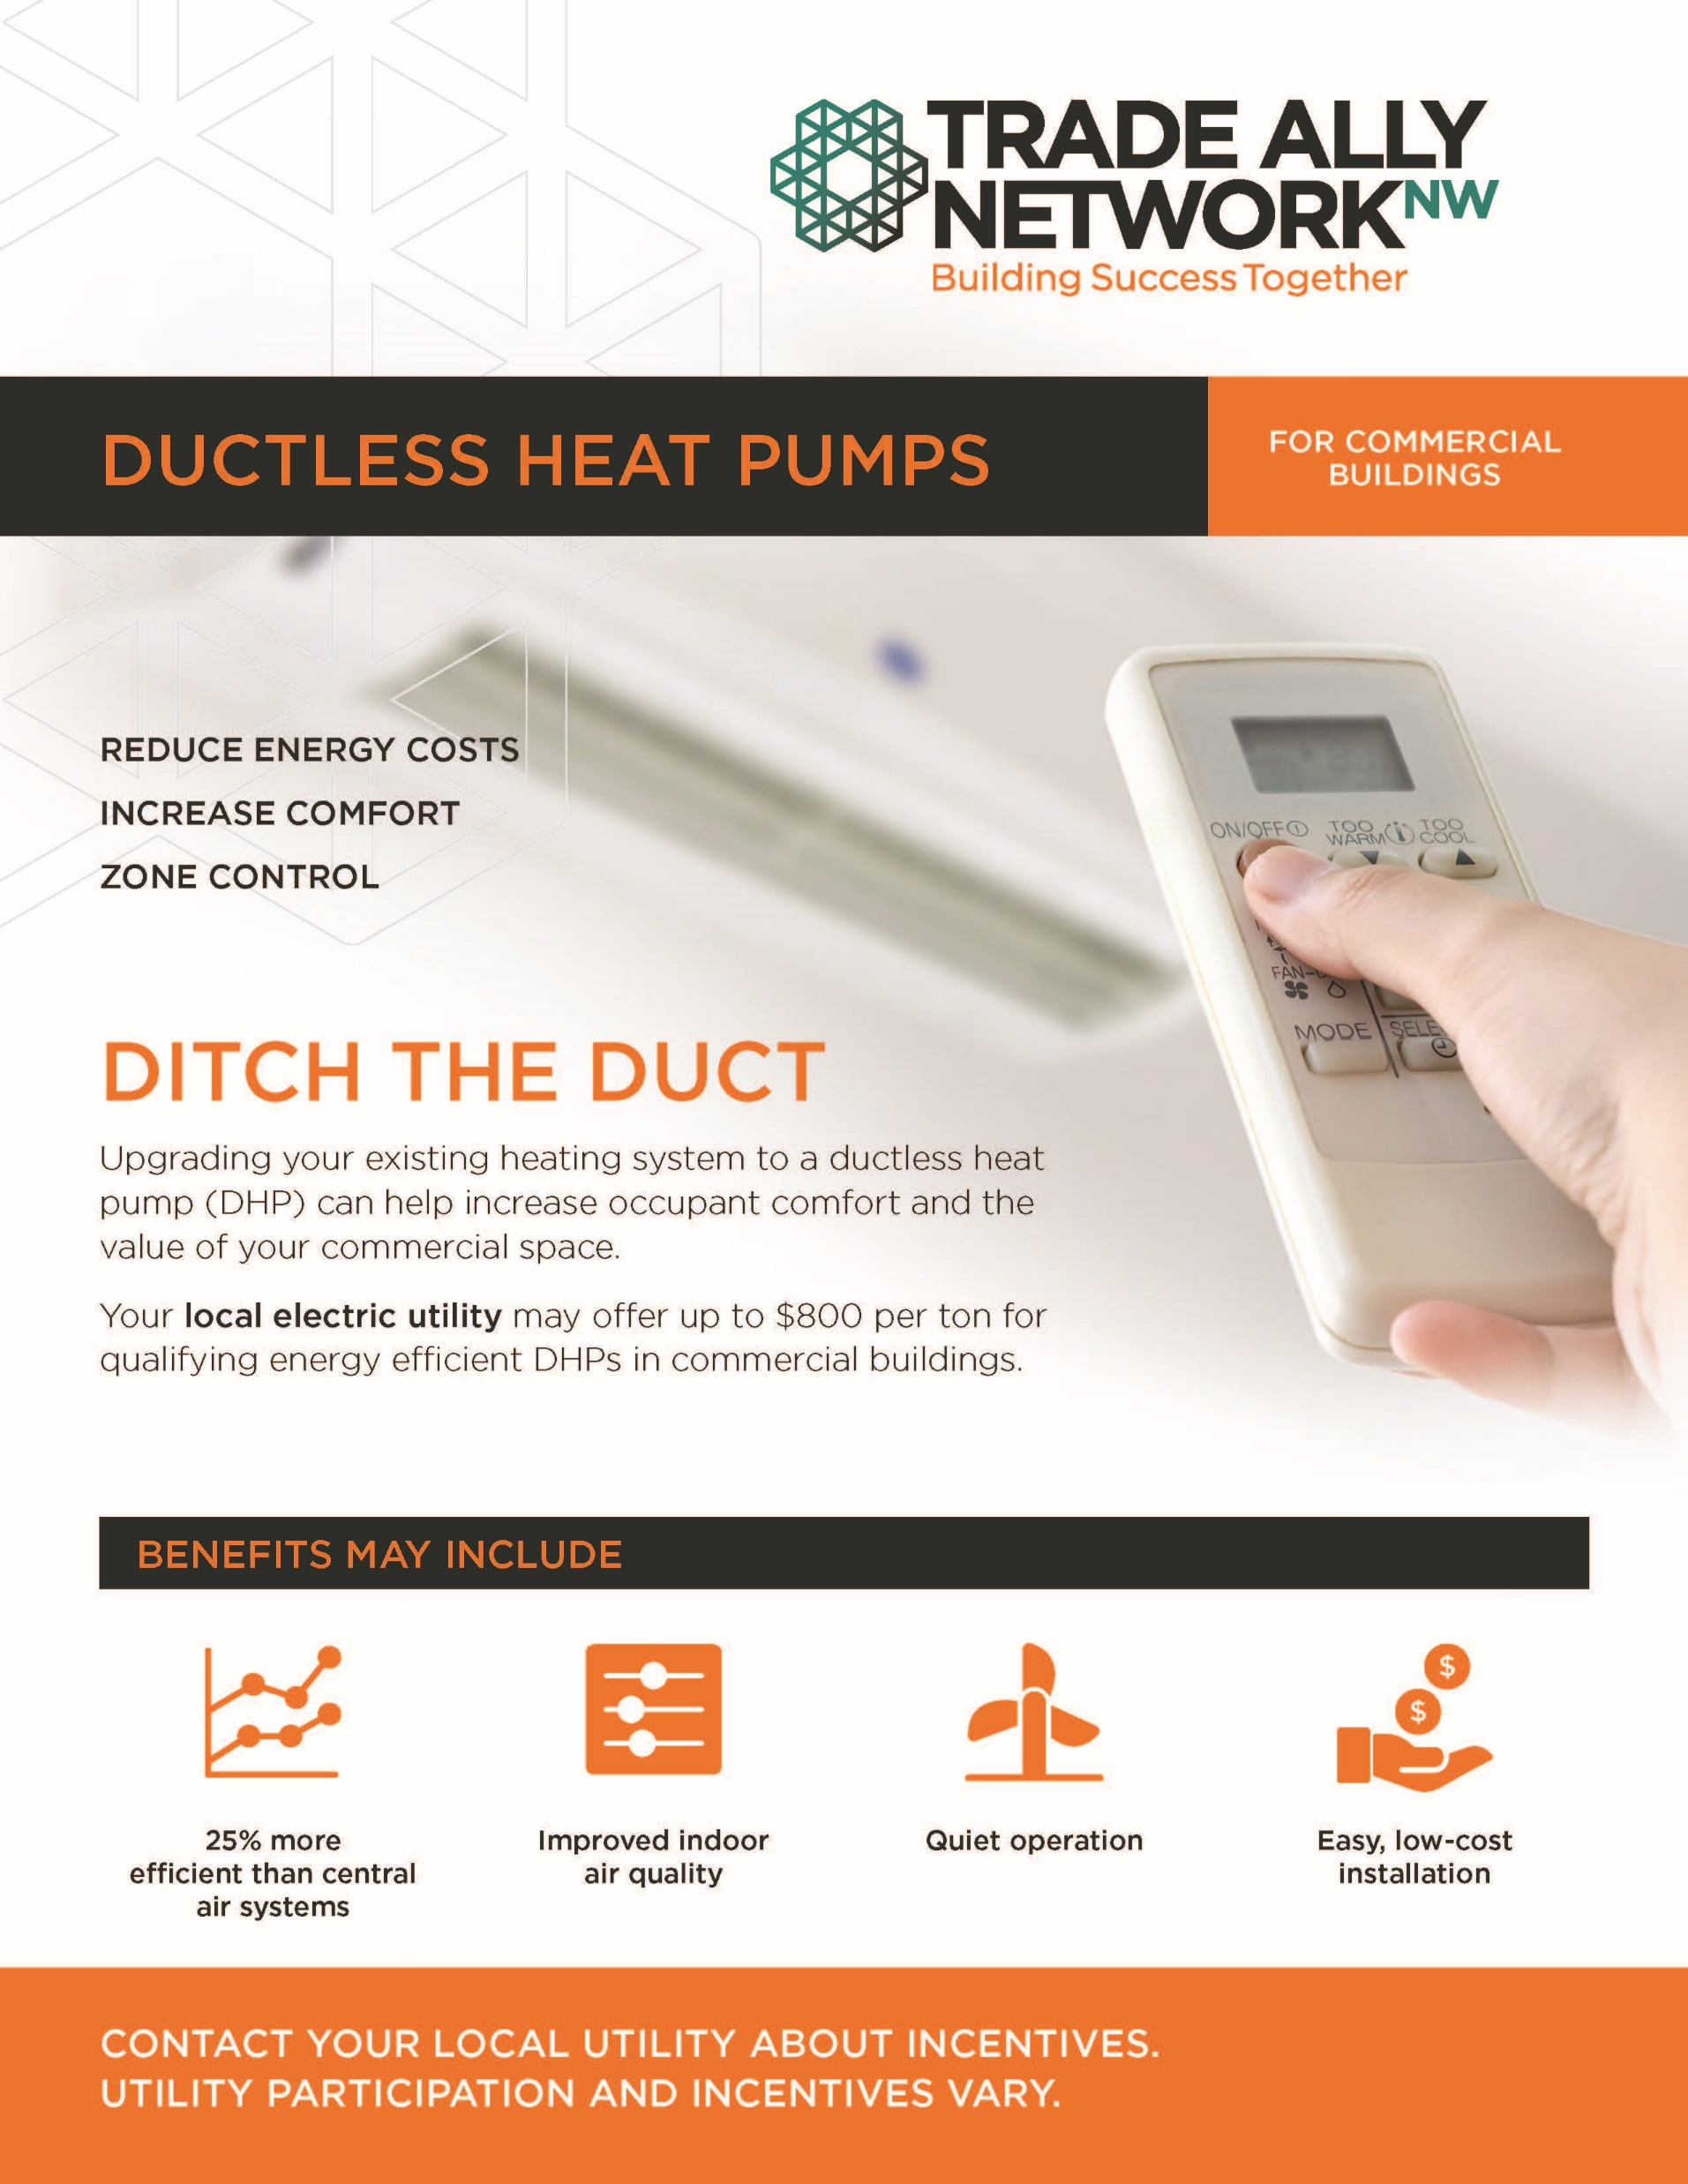 TRADE ALLY
NETWORKNW
Building Success Together
DUCTLESS HEAT PUMPS
FOR COMMERCIAL
BUILDINGS
REDUCE ENERGY COSTS
INCREASE COMFORT
ZONE CONTROL
ON/OFF
TOO
WARM
TOO
COOL
FAN
MODE
DITCH THE DUCT
Upgrading your existing heating system to a ductless heat
pump (DHP) can help increase occupant comfort and the
value of your commercial space.
Your local electric utility may offer up to $800 per ton for
qualifying energy efficient DHPs in commercial buildings.
BENEFITS MAY INCLUDE
$
$
25% more
efficient than central
air systems
Improved indoor
air quality
Quiet operation
Easy, low-cost
installation
CONTACT YOUR LOCAL UTILITY ABOUT INCENTIVES.
UTILITY PARTICIPATION AND INCENTIVES VARY.